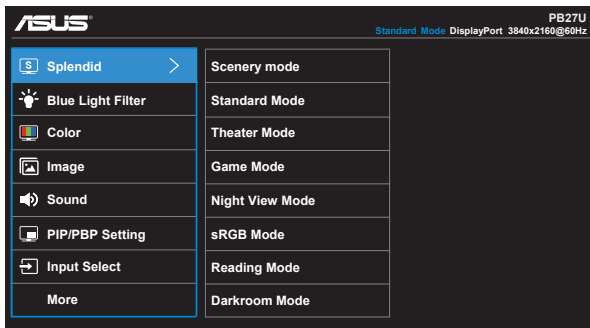 ASUS®
PB27U
Standard Mode DisplayPort 3840x2160@60Hz
S Splendid
Blue Light Filter
Color
Image
Sound
PIP/PBP Setting
Input Select
More
Scenery mode
Standard Mode
Theater Mode
Game Mode
Night View Mode
sRGB Mode
Reading Mode
Darkroom Mode